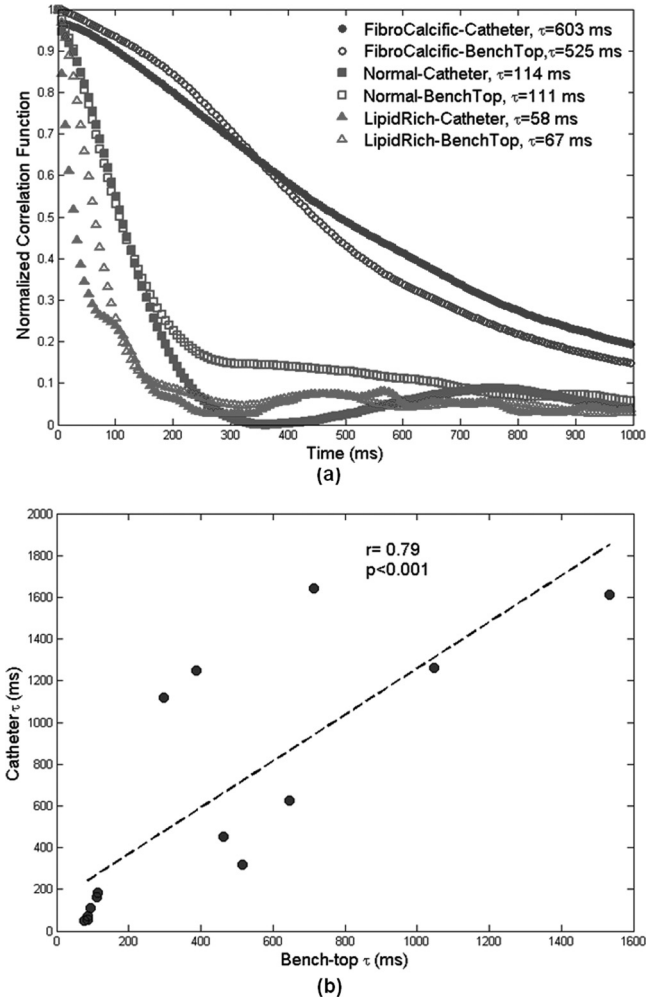 1
0.9
0.8
0.7
0.6
0.5
0.4
0.3
0.2
0.1
0
Normalized Correlation Function
FibroCalcific-Catheter, τ=603 ms
FibroCalcific-BenchTop,τ=525 ms
Normal-Catheter, τ=114 ms
Normal-BenchTop, τ=111 ms
LipidRich-Catheter, τ=58 ms
LipidRich-BenchTop, τ=67 ms
0 100 200 300 400 500 600 700 800 900 1000
Time (ms)
(a)
2000
1800
1600
1400
1200
1000
800
600
400
200
0
Catheter τ (ms)
r= 0.79
p<0.001
0 200 400 600 800 1000 1200 1400 1600
Bench-top τ (ms)
(b)